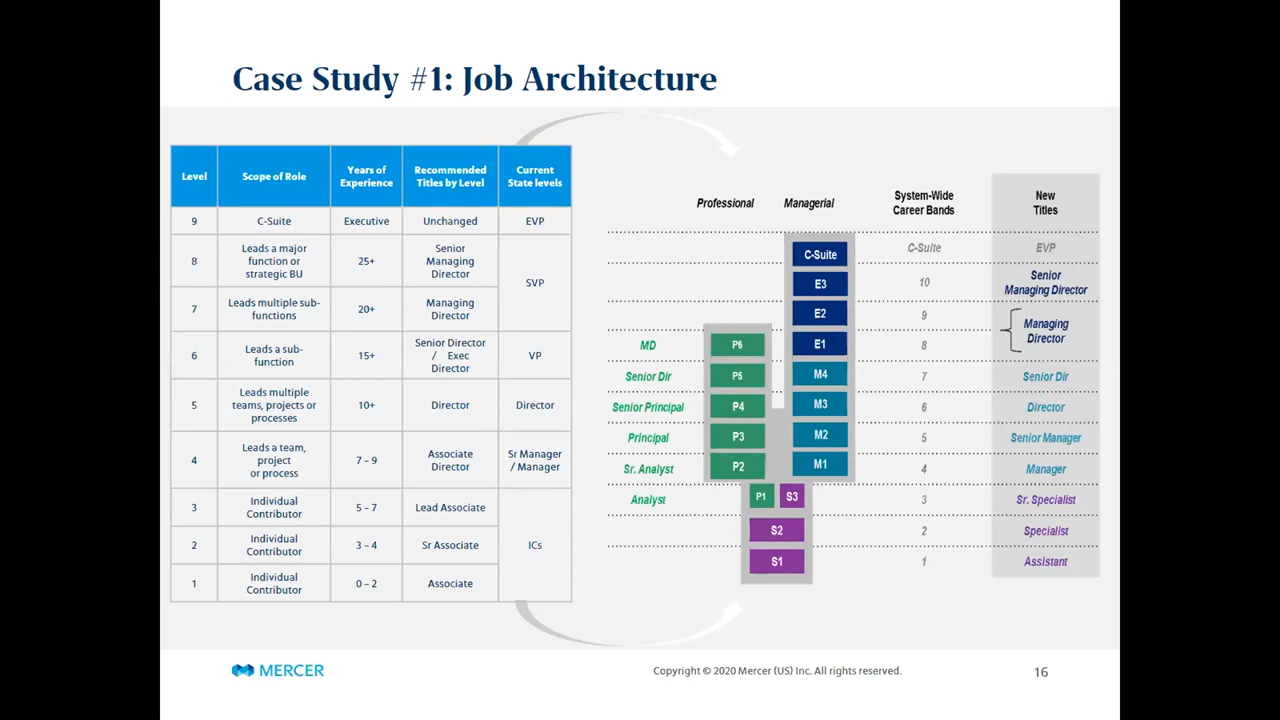 Case Study #1: Job Architecture
Level
Scope of Role
Years of
Experience
Recommended
Titles by Level
Current
State levels
9
C-Suite
Executive
Unchanged
EVP
8
Leads a major
function or
strategic BU
25+
Senior
Managing
Director
SVP
7
Leads multiple sub-
functions
20+
Managing
Director
6
Leads a sub-
function
15+
Senior Director
/ Exec
Director
VP
5
Leads multiple
teams, projects or
processes
10+
Director
Director
4
Leads a team,
project
or process
7 – 9
Associate
Director
Sr Manager
/ Manager
3
Individual
Contributor
5 – 7
Lead Associate
ICs
2
Individual
Contributor
3 – 4
Sr Associate
1
Individual
Contributor
0 – 2
Associate
Professional
Managerial
System-Wide
Career Bands
New
Titles
C-Suite
C-Suite
EVP
E3
10
Senior
Managing Director
E2
9
Managing
Director
MD
P6
E1
8
Senior Dir
P5
M4
7
Senior Dir
Senior Principal
P4
M3
6
Director
Principal
P3
M2
5
Senior Manager
Sr. Analyst
P2
M1
4
Manager
Analyst
P1
S3
3
Sr. Specialist
S2
2
Specialist
S1
1
Assistant
MERCER
Copyright © 2020 Mercer (US) Inc. All rights reserved.
16